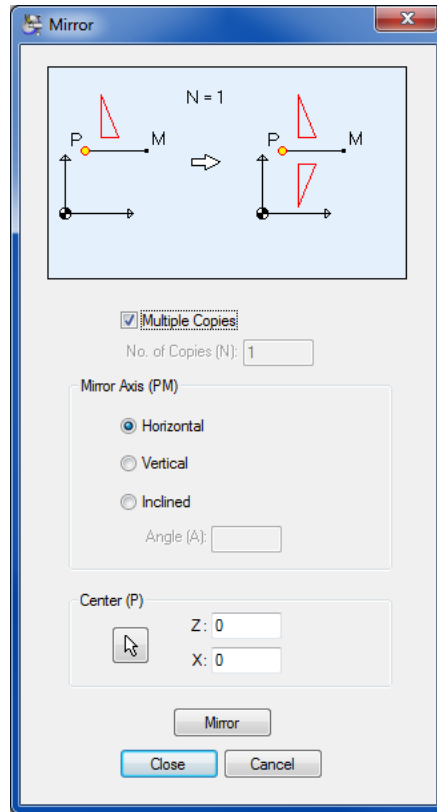 Mirror
N = 1
P M P M
Multiple Copies
No. of Copies (N): 1
Mirror Axis (PM)
Horizontal
Vertical
Inclined
Angle (A):
Center (P)
Z: 0
X: 0
Mirror
Close Cancel